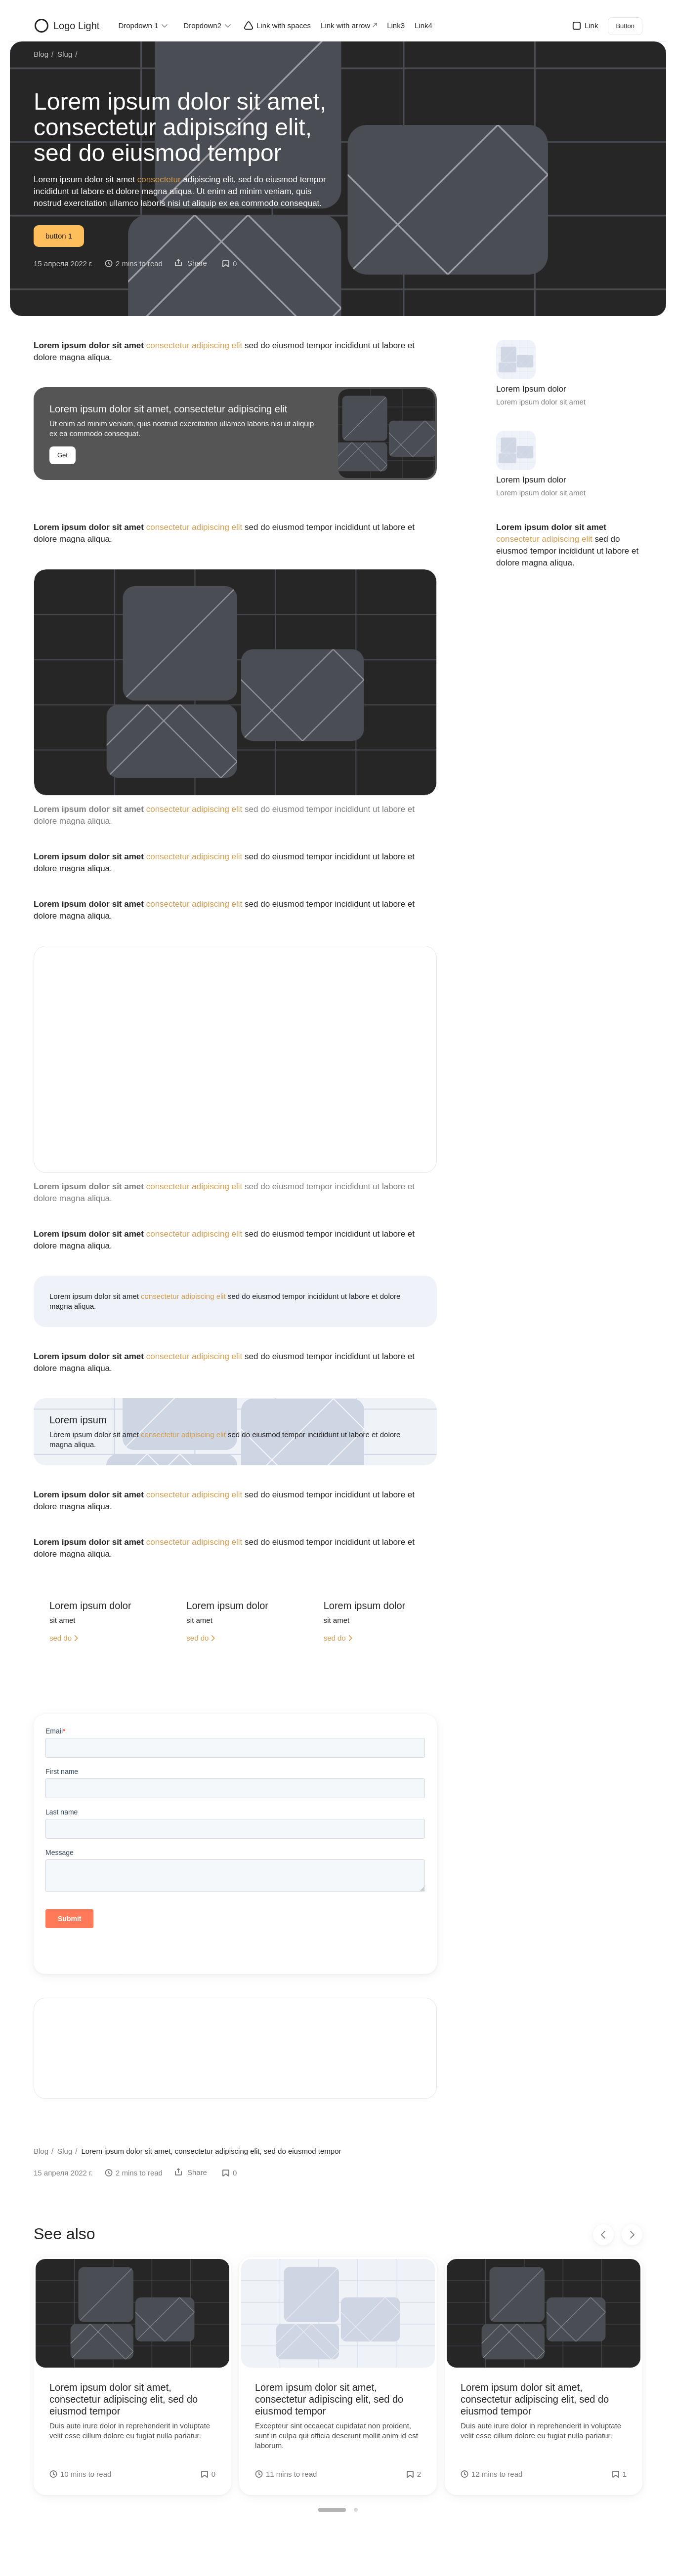 Logo Light Dropdown 1 Dropdown2 Link with spaces Link with arrow Link3 Link4 Link Button
Blog / Slug /
Lorem ipsum dolor sit amet,
consectetur adipiscing elit,
sed do eiusmod tempor
Lorem ipsum dolor sit amet consectetur adipiscing elit, sed do eiusmod tempor
incididunt ut labore et dolore magna aliqua. Ut enim ad minim veniam, quis
nostrud exercitation ullamco laboris nisi ut aliquip ex ea commodo consequat.
button 1
15 апреля 2022 г. 2 mins to read Share 0
Lorem ipsum dolor sit amet consectetur adipiscing elit sed do eiusmod tempor incididunt ut labore et
dolore magna aliqua.
Lorem ipsum dolor sit amet, consectetur adipiscing elit
Ut enim ad minim veniam, quis nostrud exercitation ullamco laboris nisi ut aliquip
ex ea commodo consequat.
Get
Lorem ipsum dolor sit amet consectetur adipiscing elit sed do eiusmod tempor incididunt ut labore et
dolore magna aliqua.
Lorem ipsum dolor sit amet consectetur adipiscing elit sed do eiusmod tempor incididunt ut labore et
dolore magna aliqua.
Lorem ipsum dolor sit amet consectetur adipiscing elit sed do eiusmod tempor incididunt ut labore et
dolore magna aliqua.
Lorem ipsum dolor sit amet consectetur adipiscing elit sed do eiusmod tempor incididunt ut labore et
dolore magna aliqua.
Lorem ipsum dolor sit amet consectetur adipiscing elit sed do eiusmod tempor incididunt ut labore et
dolore magna aliqua.
Lorem ipsum dolor sit amet consectetur adipiscing elit sed do eiusmod tempor incididunt ut labore et
dolore magna aliqua.
Lorem ipsum dolor sit amet consectetur adipiscing elit sed do eiusmod tempor incididunt ut labore et dolore
magna aliqua.
Lorem ipsum dolor sit amet consectetur adipiscing elit sed do eiusmod tempor incididunt ut labore et
dolore magna aliqua.
Lorem ipsum
Lorem ipsum dolor sit amet consectetur adipiscing elit sed do eiusmod tempor incididunt ut labore et dolore
magna aliqua.
Lorem ipsum dolor sit amet consectetur adipiscing elit sed do eiusmod tempor incididunt ut labore et
dolore magna aliqua.
Lorem ipsum dolor sit amet consectetur adipiscing elit sed do eiusmod tempor incididunt ut labore et
dolore magna aliqua.
Lorem ipsum dolor
sit amet
sed do
Lorem ipsum dolor
sit amet
sed do
Lorem ipsum dolor
sit amet
sed do
Email*
First name
Last name
Message
Submit
Lorem Ipsum dolor
Lorem ipsum dolor sit amet
Lorem Ipsum dolor
Lorem ipsum dolor sit amet
Lorem ipsum dolor sit amet
consectetur adipiscing elit sed do
eiusmod tempor incididunt ut labore et
dolore magna aliqua.
Blog / Slug / Lorem ipsum dolor sit amet, consectetur adipiscing elit, sed do eiusmod tempor
15 апреля 2022 г. 2 mins to read Share 0
See also
Lorem ipsum dolor sit amet,
consectetur adipiscing elit, sed do
eiusmod tempor
Duis aute irure dolor in reprehenderit in voluptate
velit esse cillum dolore eu fugiat nulla pariatur.
10 mins to read 0
Lorem ipsum dolor sit amet,
consectetur adipiscing elit, sed do
eiusmod tempor
Excepteur sint occaecat cupidatat non proident,
sunt in culpa qui officia deserunt mollit anim id est
laborum.
11 mins to read 2
Lorem ipsum dolor sit amet,
consectetur adipiscing elit, sed do
eiusmod tempor
Duis aute irure dolor in reprehenderit in voluptate
velit esse cillum dolore eu fugiat nulla pariatur.
12 mins to read 1